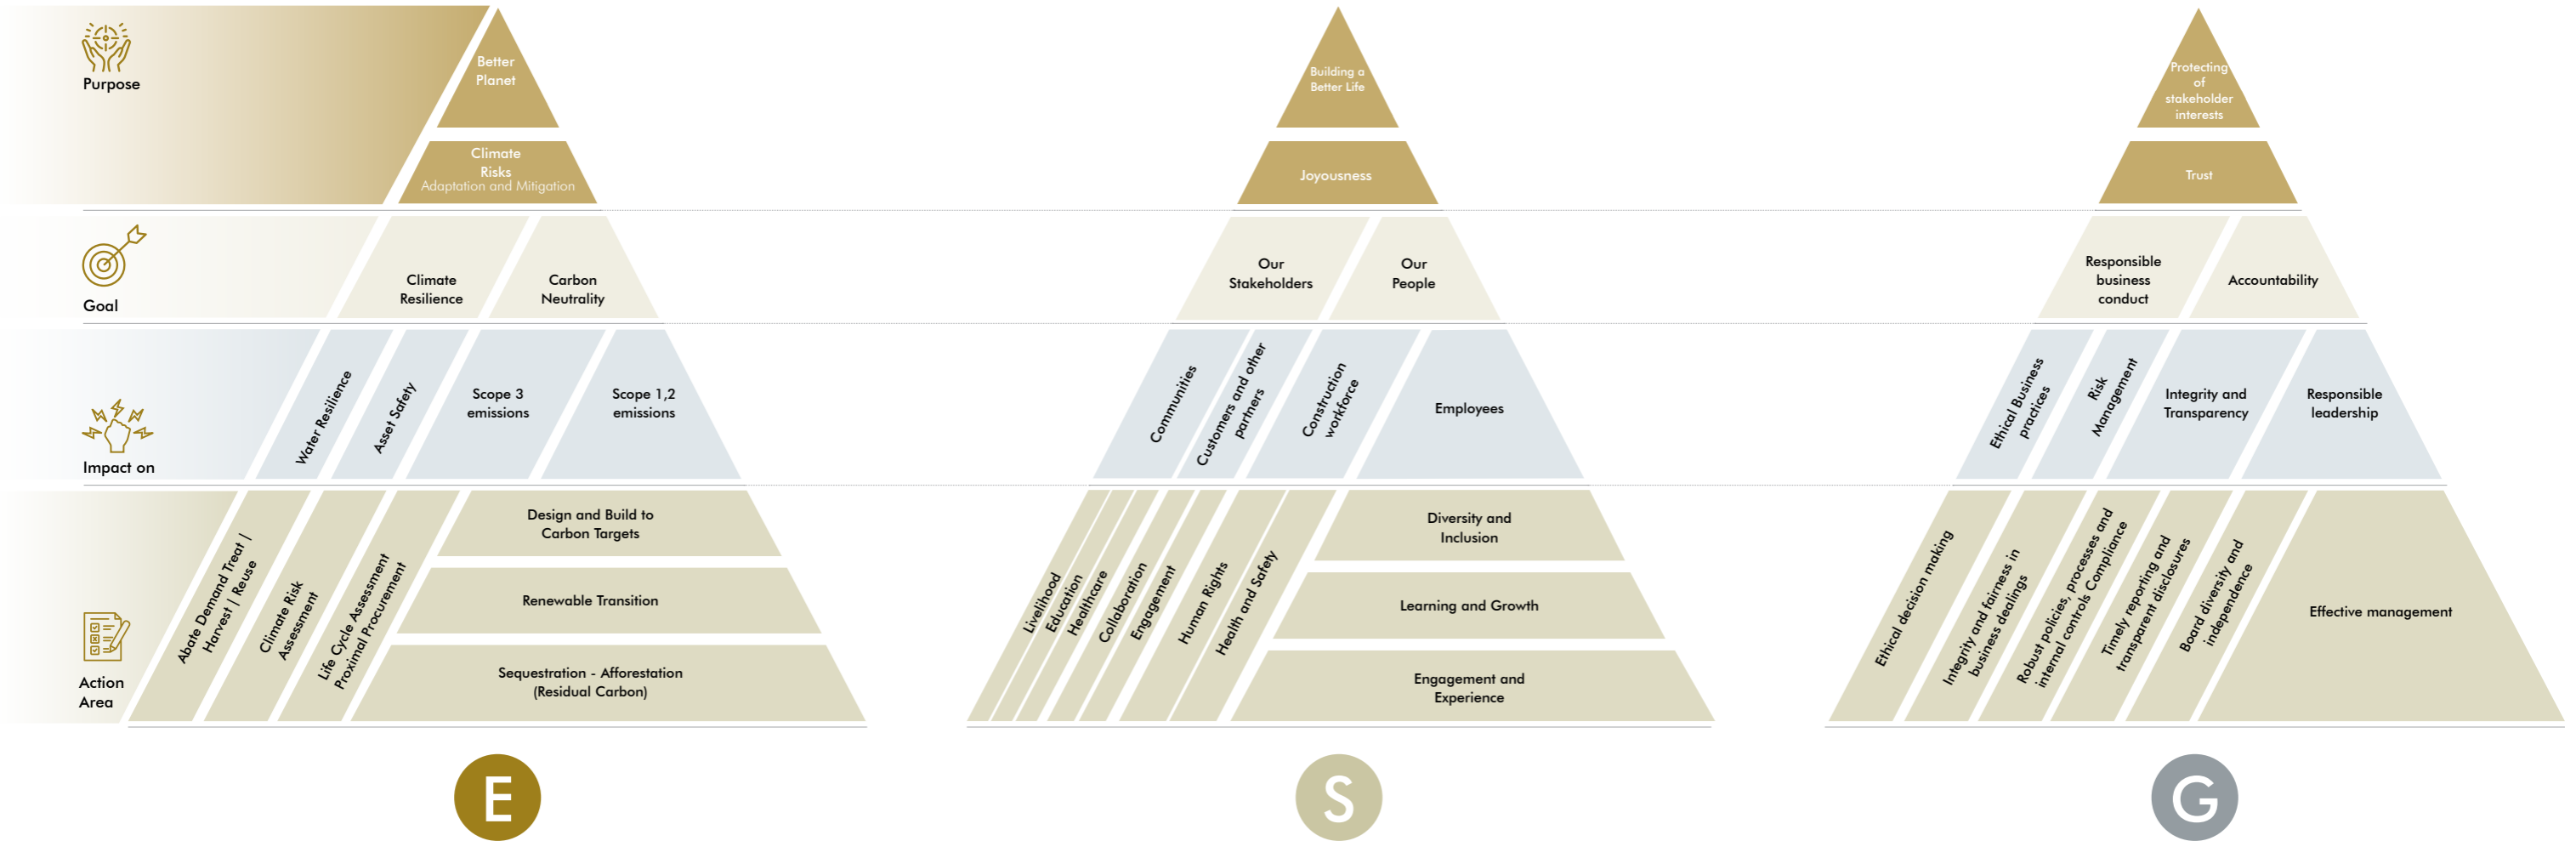 Purpose
Better
Planet
Climate
Risks
Adaptation and Mitigation
Building a
Better Life
Joyousness
Protecting
of
stakeholder
interests
Trust
Goal
Climate
Resilience
Carbon
Neutrality
Our
Stakeholders
Our
People
Responsible
business
conduct
Accountability
Impact on
Water Resilience
Asset Safety
Scope 3
emissions
Scope 1,2
emissions
Communities
Customers and other
partners
Construction
workforce
Employees
Ethical Business
practices
Risk
Management
Integrity and
Transparency
Responsible
leadership
Action
Area
Abate Demand Treat |
Harvest | Reuse
Climate Risk
Assessment
Life Cycle Assessment
Proximal Procurement
Design and Build to
Carbon Targets
Renewable Transition
Sequestration - Afforestation
(Residual Carbon)
Livelihood
Education
Healthcare
Collaboration
Engagement
Human Rights
Health and Safety
Diversity and
Inclusion
Learning and Growth
Engagement and
Experience
Ethical decision making
Integrity and fairness in
business dealings
Robust policies, processes and
internal controls Compliance
Timely reporting and
transparent disclosures
Board diversity and
independence
Effective management
E
S
G